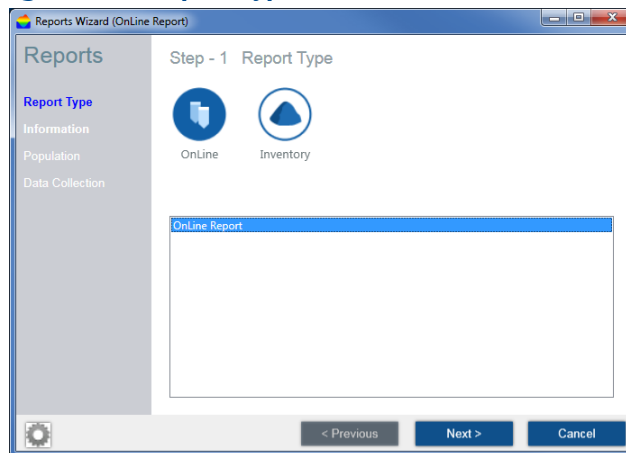 Reports Wizard (OnLine Report)
Reports
Step - 1 Report Type
Report Type
Information
Population
Data Collection
OnLine
Inventory
OnLine Report
< Previous
Next >
Cancel